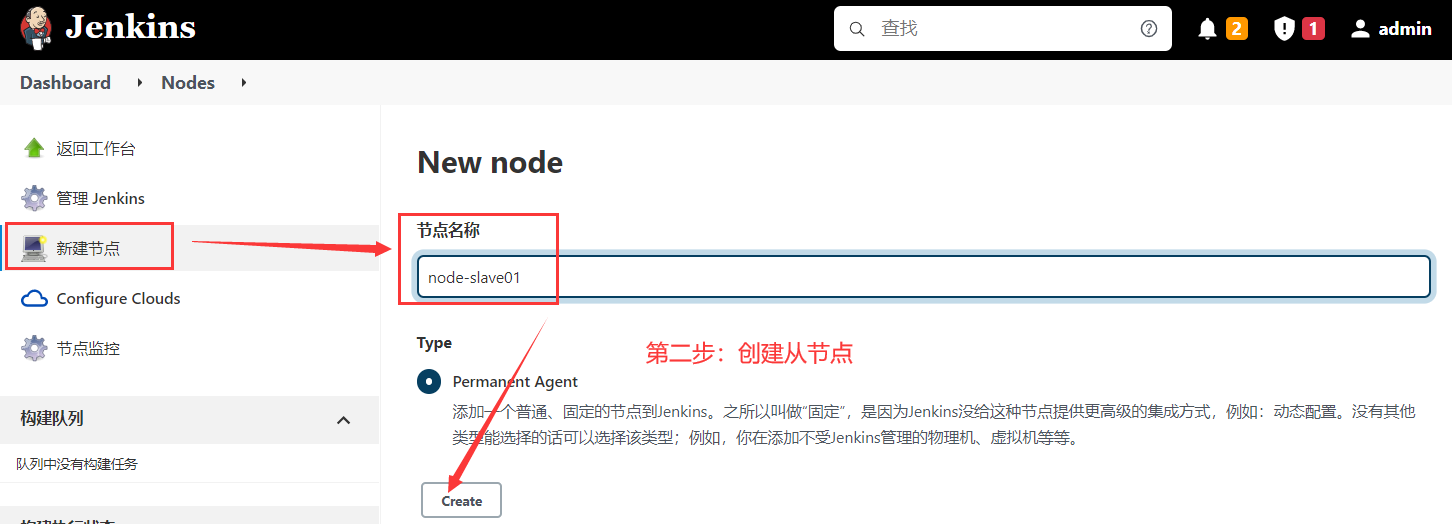 Jenkins
查找
2
1
admin
Dashboard
Nodes
返回工作台
管理 Jenkins
新建节点
Configure Clouds
节点监控
构建队列
队列中没有构建任务
构建执行状态
New node
节点名称
node-slave01
Type
第二步：创建从节点
Permanent Agent
添加一个普通、固定的节点到Jenkins。之所以叫做“固定”，是因为Jenkins没给这种节点提供更高级的集成方式，例如：动态配置。没有其他
类型能选择的话可以选择该类型；例如，你在添加不受Jenkins管理的物理机、虚拟机等等。
Create